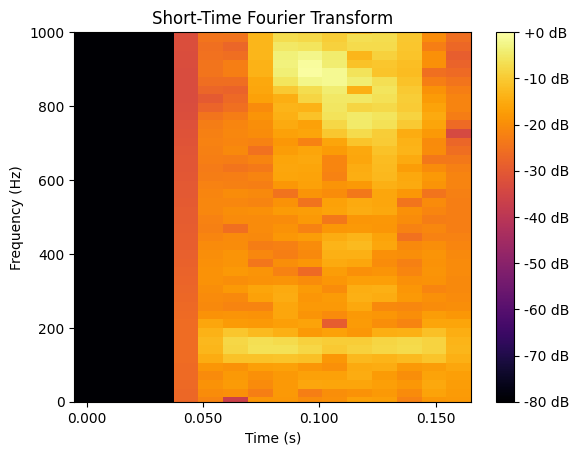 Short-Time Fourier Transform
1000
800
600
400
200
0
Frequency (Hz)
0.000
0.050
0.100
0.150
Time (s)
+0 dB
-10 dB
-20 dB
-30 dB
-40 dB
-50 dB
-60 dB
-70 dB
-80 dB